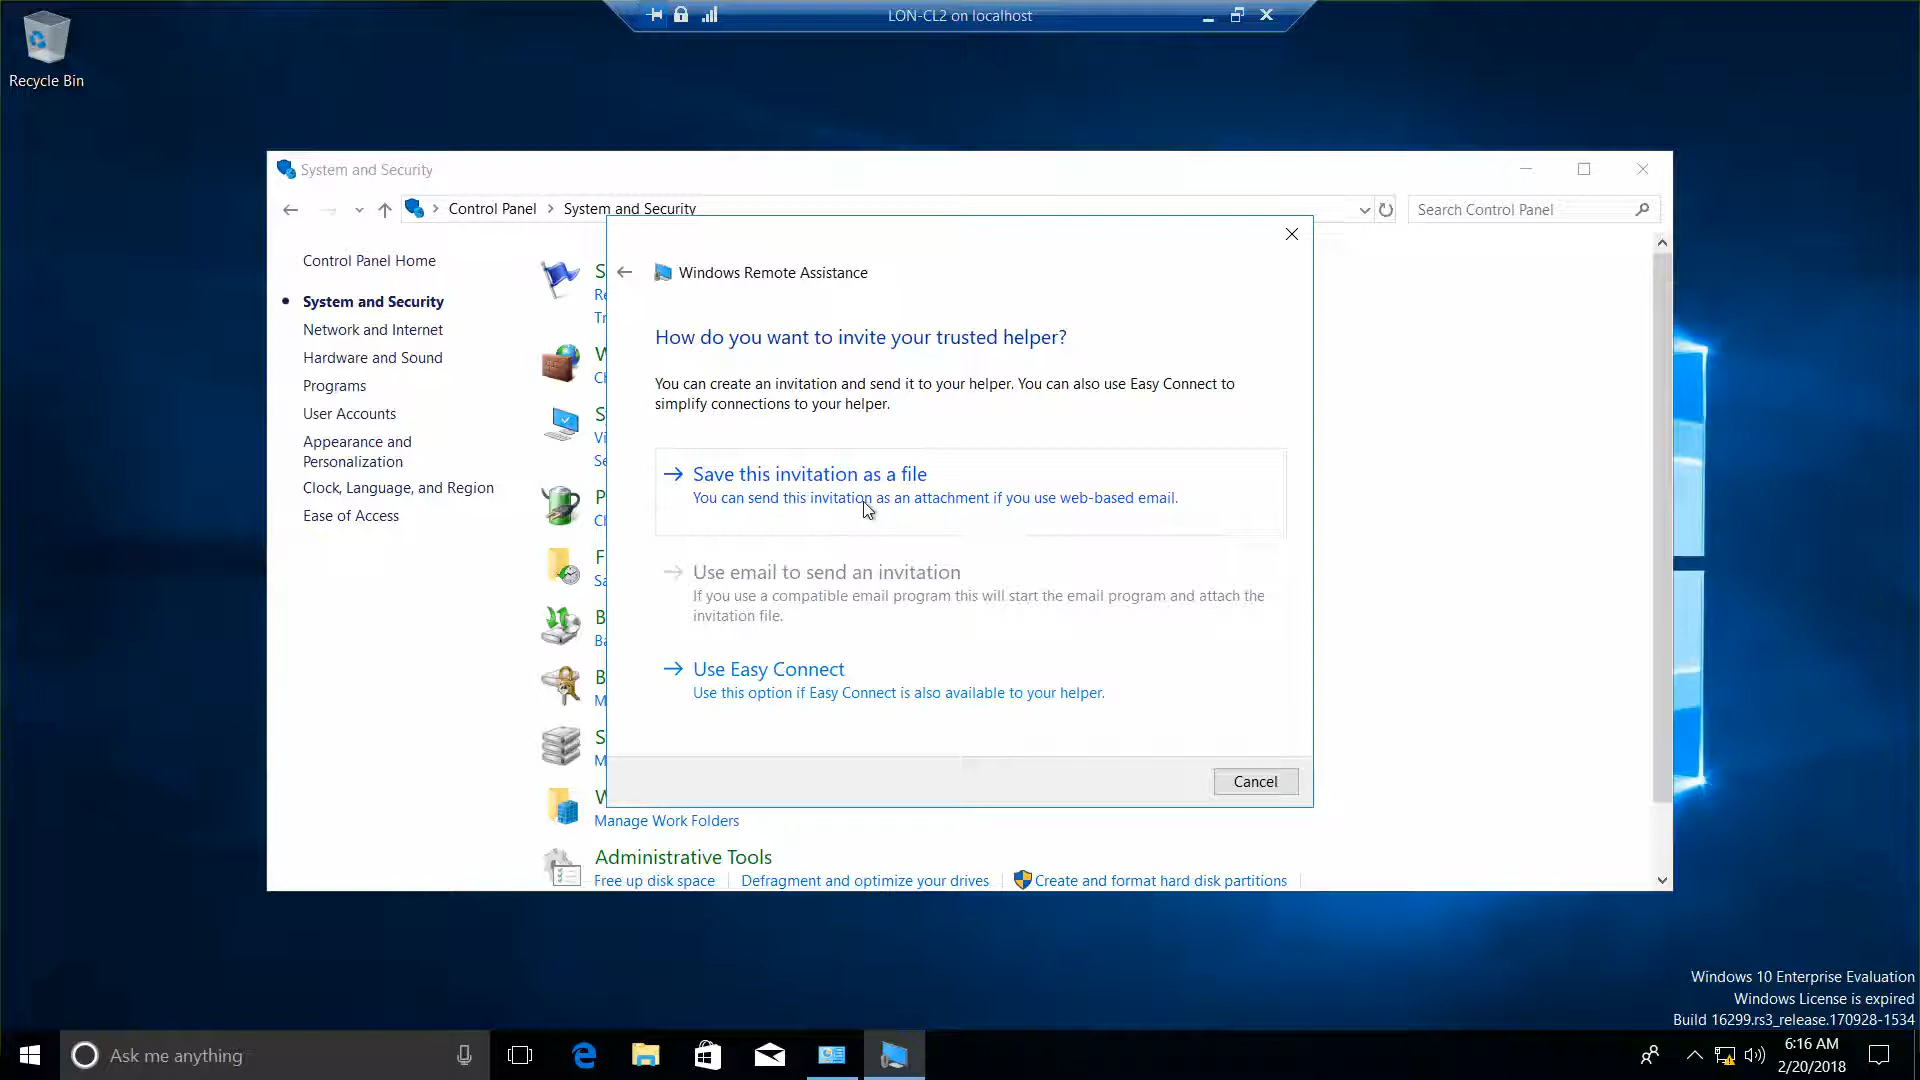 LON-CL2 on localhost
Recycle Bin
System and Security
Control Panel > System and Security
Search Control Panel
Control Panel Home
System and Security
Network and Internet
Hardware and Sound
Programs
User Accounts
Appearance and
Personalization
Clock, Language, and Region
Ease of Access
S
Re
Tr
W
Ch
S
Vi
Se
P
Ch
F
Sa
B
Ba
B
M
S
M
W
Manage Work Folders
Administrative Tools
Free up disk space
Defragment and optimize your drives
Create and format hard disk partitions
Windows Remote Assistance
How do you want to invite your trusted helper?
You can create an invitation and send it to your helper. You can also use Easy Connect to
simplify connections to your helper.
Save this invitation as a file
You can send this invitation as an attachment if you use web-based email.
Use email to send an invitation
If you use a compatible email program this will start the email program and attach the
invitation file.
Use Easy Connect
Use this option if Easy Connect is also available to your helper.
Cancel
Windows 10 Enterprise Evaluation
Windows License is expired
Build 16299.rs3_release.170928-1534
Ask me anything
6:16 AM
2/20/2018